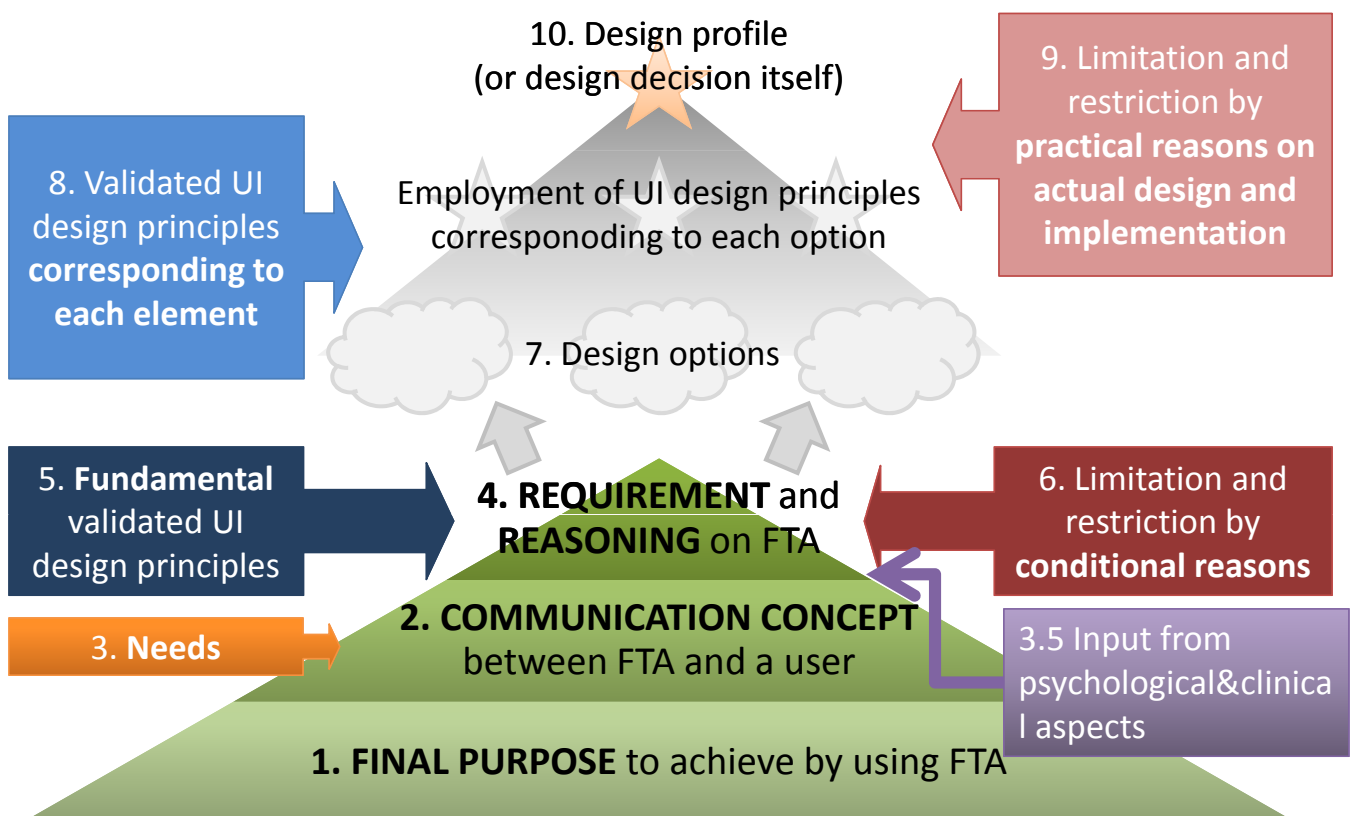 10. Design profile
(or design decision itself)
9. Limitation and
restriction by
practical reasons on
actual design and
implementation
8. Validated UI
design principles
corresponding to
each element
Employment of UI design principles
corresponoding to each option
7. Design options
5. Fundamental
validated UI
design principles
4. REQUIREMENT and
REASONING on FTA
6. Limitation and
restriction by
conditional reasons
3. Needs
2. COMMUNICATION CONCEPT
between FTA and a user
3.5 Input from
psychological&clinica
l aspects
1. FINAL PURPOSE to achieve by using FTA